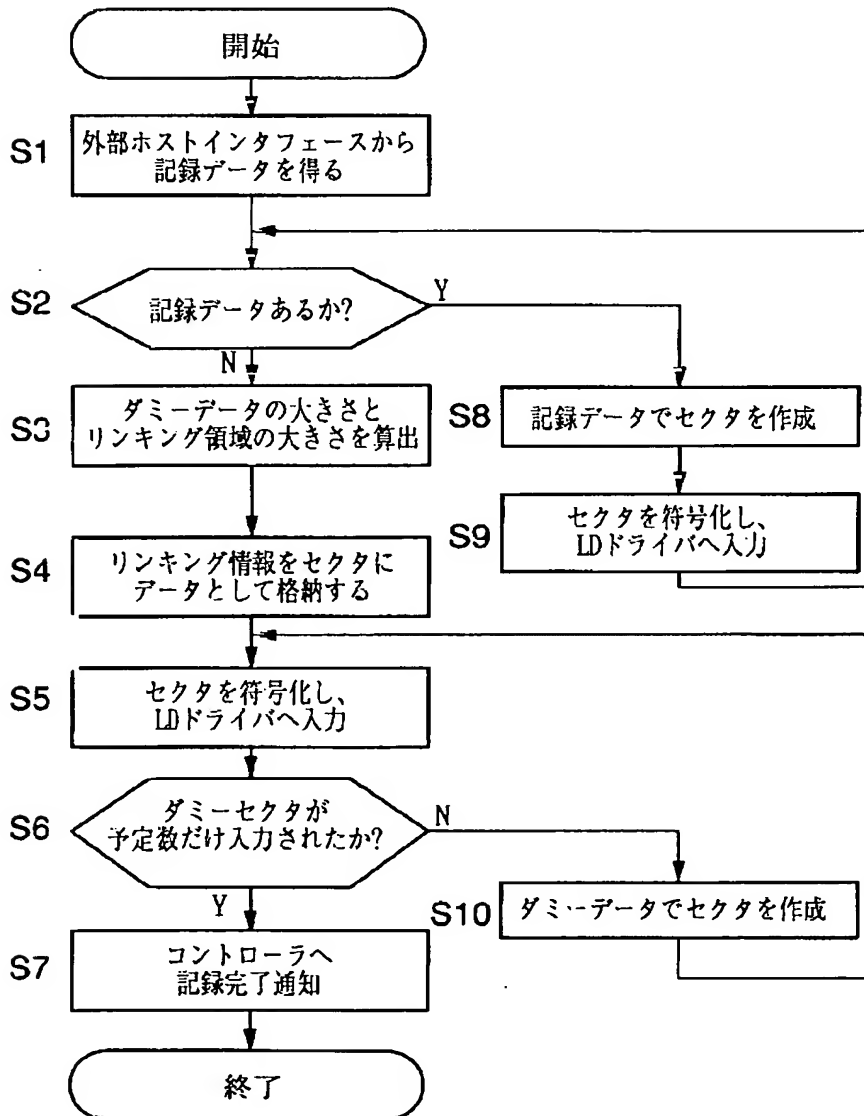 開始
S1
外部ホストインタフェースから
記録データを得る
S2
記録データあるか?
Y
N
S3
ダミーデータの大きさと
リンキング領域の大きさを算出
S8
記録データでセクタを作成
S9
セクタを符号化し、
LDドライバへ入力
S4
リンキング情報をセクタに
データとして格納する
S5
セクタを符号化し、
LDドライバへ入力
S6
ダミーセクタが
予定数だけ入力されたか?
N
Y
S10
ダミーデータでセクタを作成
S7
コントローラへ
記録完了通知
終了